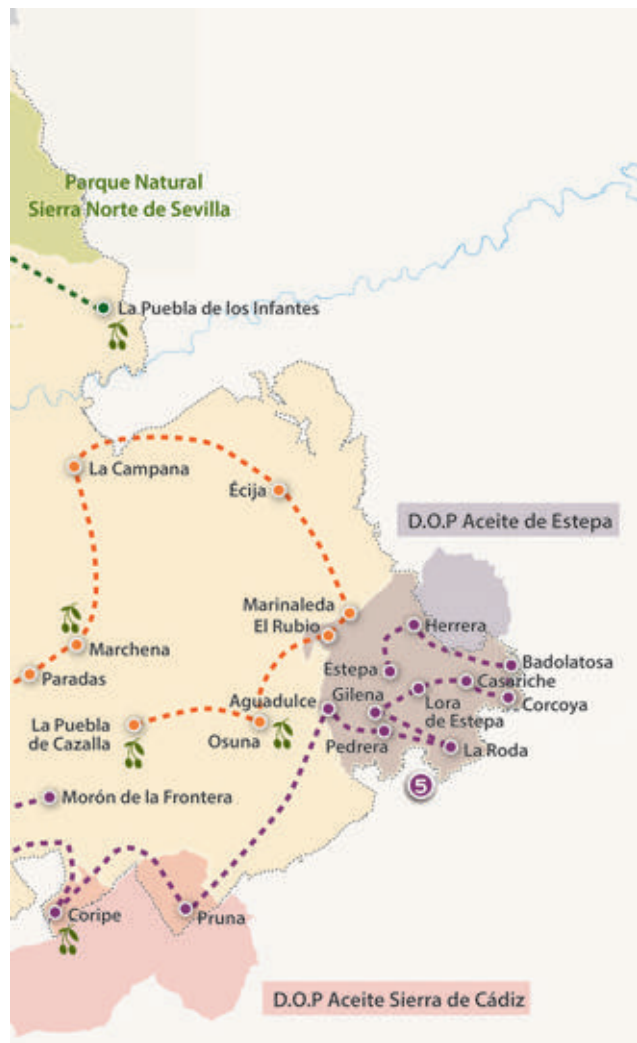 Parque Natural
Sierra Norte de Sevilla
La Puebla de los Infantes
La Campana
Écija
D.O.P Aceite de Estepa
Marinaleda
El Rubio
Herrera
Marchena
Badolatosa
Paradas
Estepa
Casariche
Aguadulce
Gilena
Lora
de Estepa
Corcoya
La Puebla
de Cazalla
Osuna
Pedrera
La Roda
5
Morón de la Frontera
Coripe
Pruna
D.O.P Aceite Sierra de Cádiz